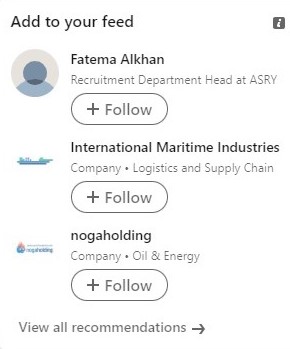 Add to your feed
Fatema Alkhan
Recruitment Department Head at ASRY
+ Follow
International Maritime Industries
Company • Logistics and Supply Chain
+ Follow
nogaholding
nogaholding
Company • Oil & Energy
+ Follow
View all recommendations →